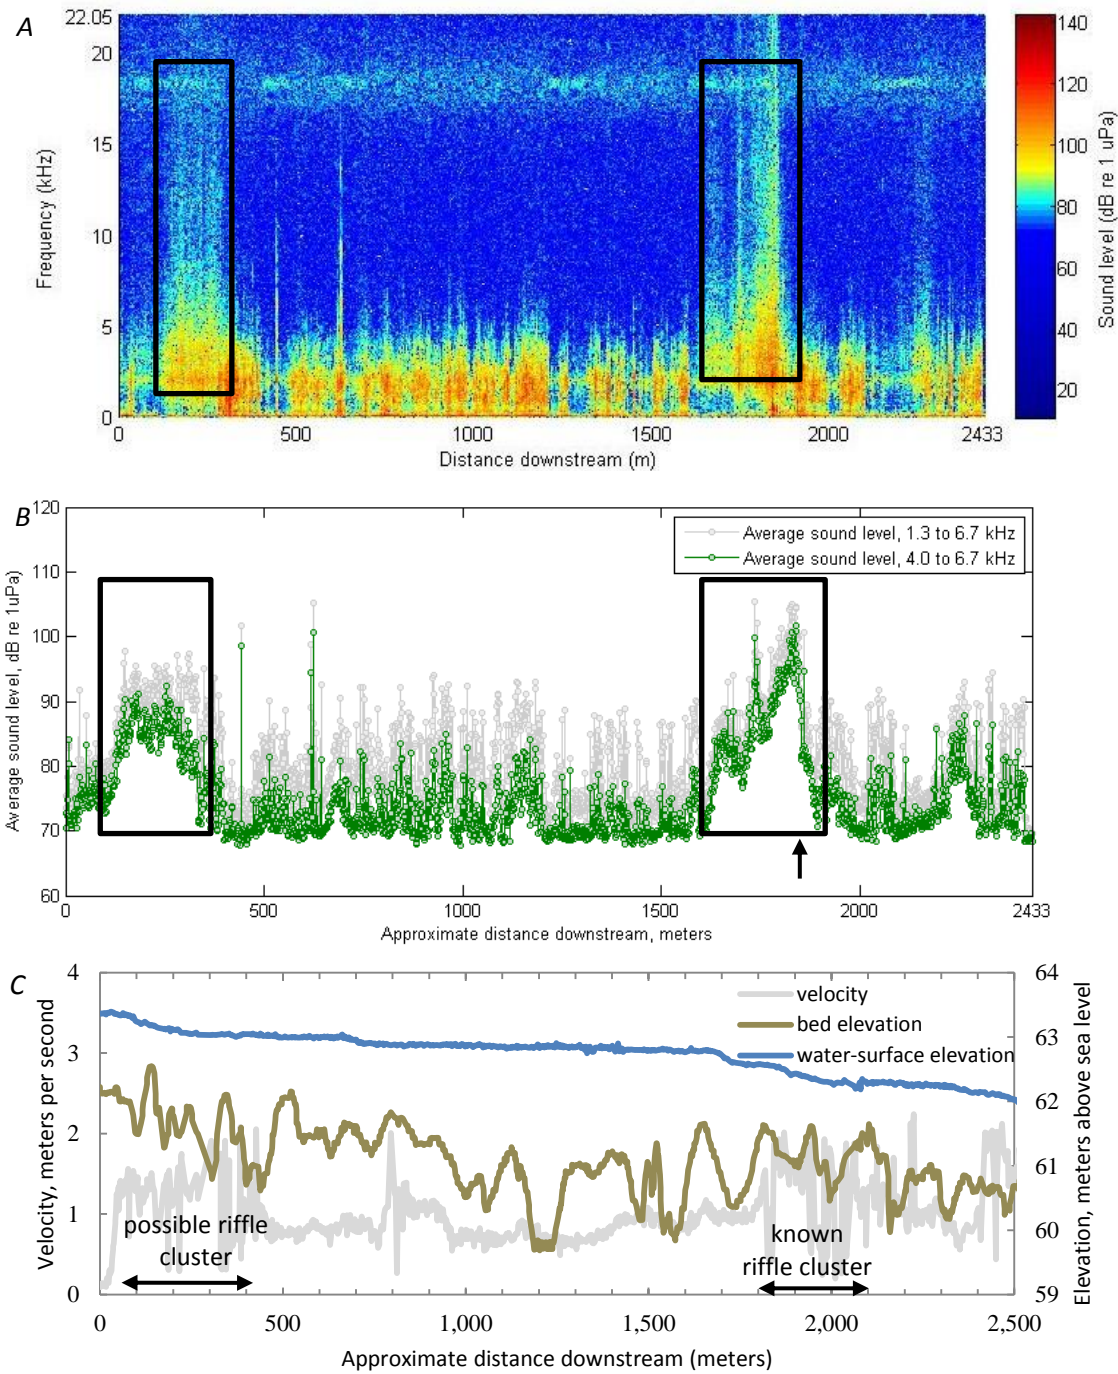 A
22.05
20
15
10
5
0
Frequency (kHz)
0 500 1000 1500 2000 2433
Distance downstream (m)
140
120
100
80
60
40
20
Sound level (dB re 1 uPa)
B
120
110
100
90
80
70
60
Average sound level, dB re 1uPa)
Average sound level, 1.3 to 6.7 kHz
Average sound level, 4.0 to 6.7 kHz
0 500 1000 1500 2000 2433
Approximate distance downstream, meters
C
4
3
2
1
0
Velocity, meters per second
velocity
bed elevation
water-surface elevation
possible riffle
cluster
known
riffle cluster
64
63
62
61
60
59
Elevation, meters above sea level
0 500 1,000 1,500 2,000 2,500
Approximate distance downstream (meters)